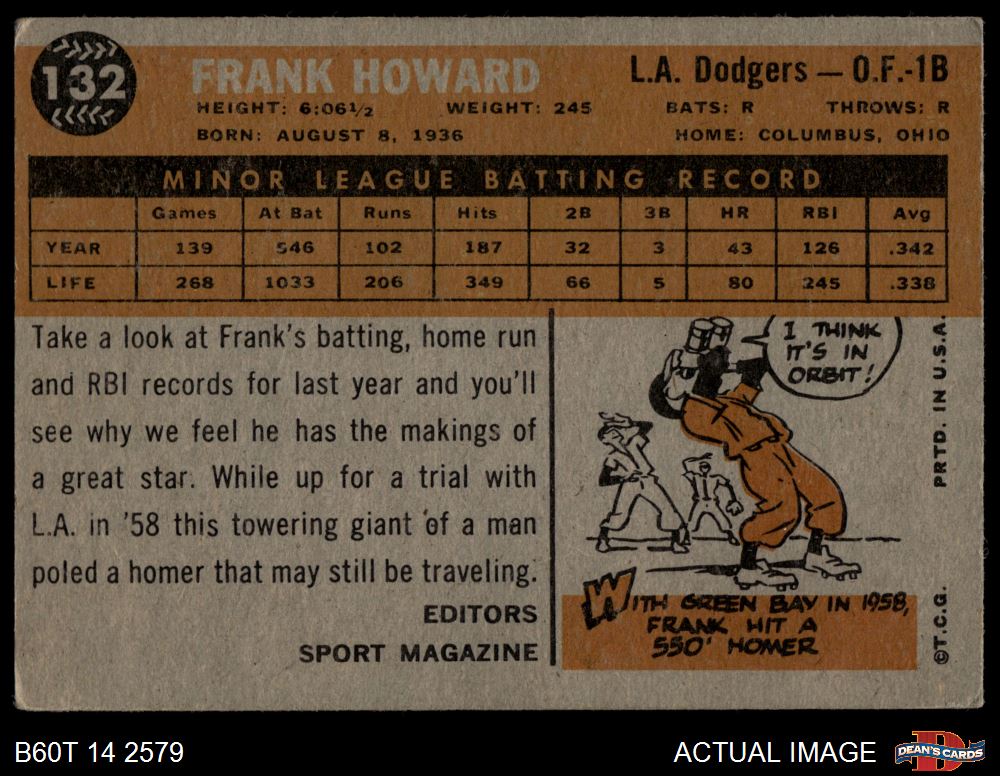 132
FRANK HOWARD
L.A. Dodgers — O.F.-1B
HEIGHT: 6:06½ WEIGHT: 245 BATS: R THROWS: R
BORN: AUGUST 8, 1936 HOME: COLUMBUS, OHIO
MINOR LEAGUE BATTING RECORD
Games At Bat Runs Hits 2B 3B HR RBI Avg
YEAR 139 546 102 187 32 3 43 126 .342
LIFE 268 1033 206 349 66 5 80 245 .338
Take a look at Frank's batting, home run
and RBI records for last year and you'll
see why we feel he has the makings of
a great star. While up for a trial with
L.A. in '58 this towering giant of a man
poled a homer that may still be traveling.
EDITORS
SPORT MAGAZINE
I THINK
IT'S IN
ORBIT!
WITH GREEN BAY IN 1958,
FRANK HIT A
550' HOMER
PRTD. IN U.S.A.
©T.C.G.
B60T 14 2579
ACTUAL IMAGE
DEAN'S CARDS